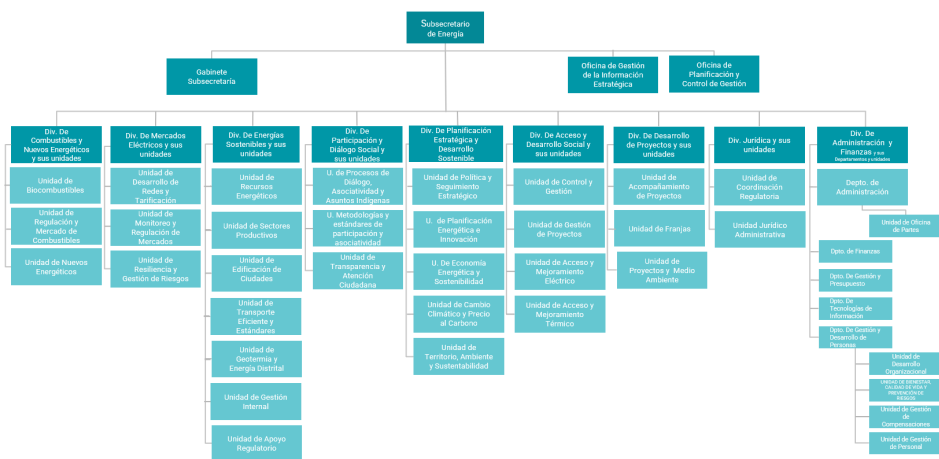 Subsecretario
de Energía
Gabinete
Subsecretaría
Oficina de Gestión
de la Información
Estratégica
Oficina de
Planificación y
Control de Gestión
Div. De
Combustibles y
Nuevos Energéticos
y sus unidades
Unidad de
Biocombustibles
Unidad de
Regulación y
Mercado de
Combustibles
Unidad de Nuevos
Energéticos
Div. de Mercados
Eléctricos y sus
unidades
Unidad de
Desarrollo de
Redes y
Tarificación
Unidad de
Monitoreo y
Regulación de
Mercados
Unidad de
Resiliencia y
Gestión de Riesgos
Div. de Energías
Sostenibles y sus
unidades
Unidad de
Recursos
Energéticos
Unidad de Sectores
Productivos
Unidad de
Edificación de
Ciudades
Unidad de
Transporte
Eficiente y
Estándares
Unidad de
Geotermia y
Energía Distrital
Unidad de Gestión
Internal
Unidad de Apoyo
Regulatorio
Div. De
Participación y
Diálogo Social y
sus unidades
U. de Procesos de
Diálogo,
Asociatividad y
Asuntos Indígenas
U. Metodologías y
estándares de
participación y
asociatividad
Unidad de
Transparencia y
Atención
Ciudadana
Div. De Planificación
Estratégica y
Desarrollo
Sostenible
Unidad de Política y
Seguimiento
Estratégico
U. de Planificación
Energética e
Innovación
U. De Economía
Energética y
Sostenibilidad
Unidad de Cambio
Climático y Precio
al Carbono
Unidad de
Territorio, Ambiente
y Sustentabilidad
Div. De Acceso y
Desarrollo Social y
sus unidades
Unidad de Control y
Gestión
Unidad de Gestión
de Proyectos
Unidad de Acceso y
Mejoramiento
Eléctrico
Unidad de Acceso y
Mejoramiento
Térmico
Div. De Desarrollo
de Proyectos y sus
unidades
Unidad de
Acompañamiento
de Proyectos
Unidad de Franjas
Unidad de
Proyectos y Medio
Ambiente
Div. Jurídica y sus
unidades
Unidad de
Coordinación
Regulatoria
Unidad Jurídico
Administrativa
Div. De
Administración y
Finanzas y sus
Departamentos y unidades
Depto. de
Administración
Unidad de Oficina
de Partes
Dpto. de Finanzas
Dpto. De Gestión y
Presupuesto
Dpto. De
Tecnologías de
Información
Dpto. De Gestión y
Desarrollo de
Personas
Unidad de
Desarrollo
Organizacional
UNIDAD DE BIENESTAR,
CALIDAD DE VIDA Y
PREVENCIÓN DE
RIESGOS
Unidad de Gestión
de
Compensaciones
Unidad de Gestión
de Personal